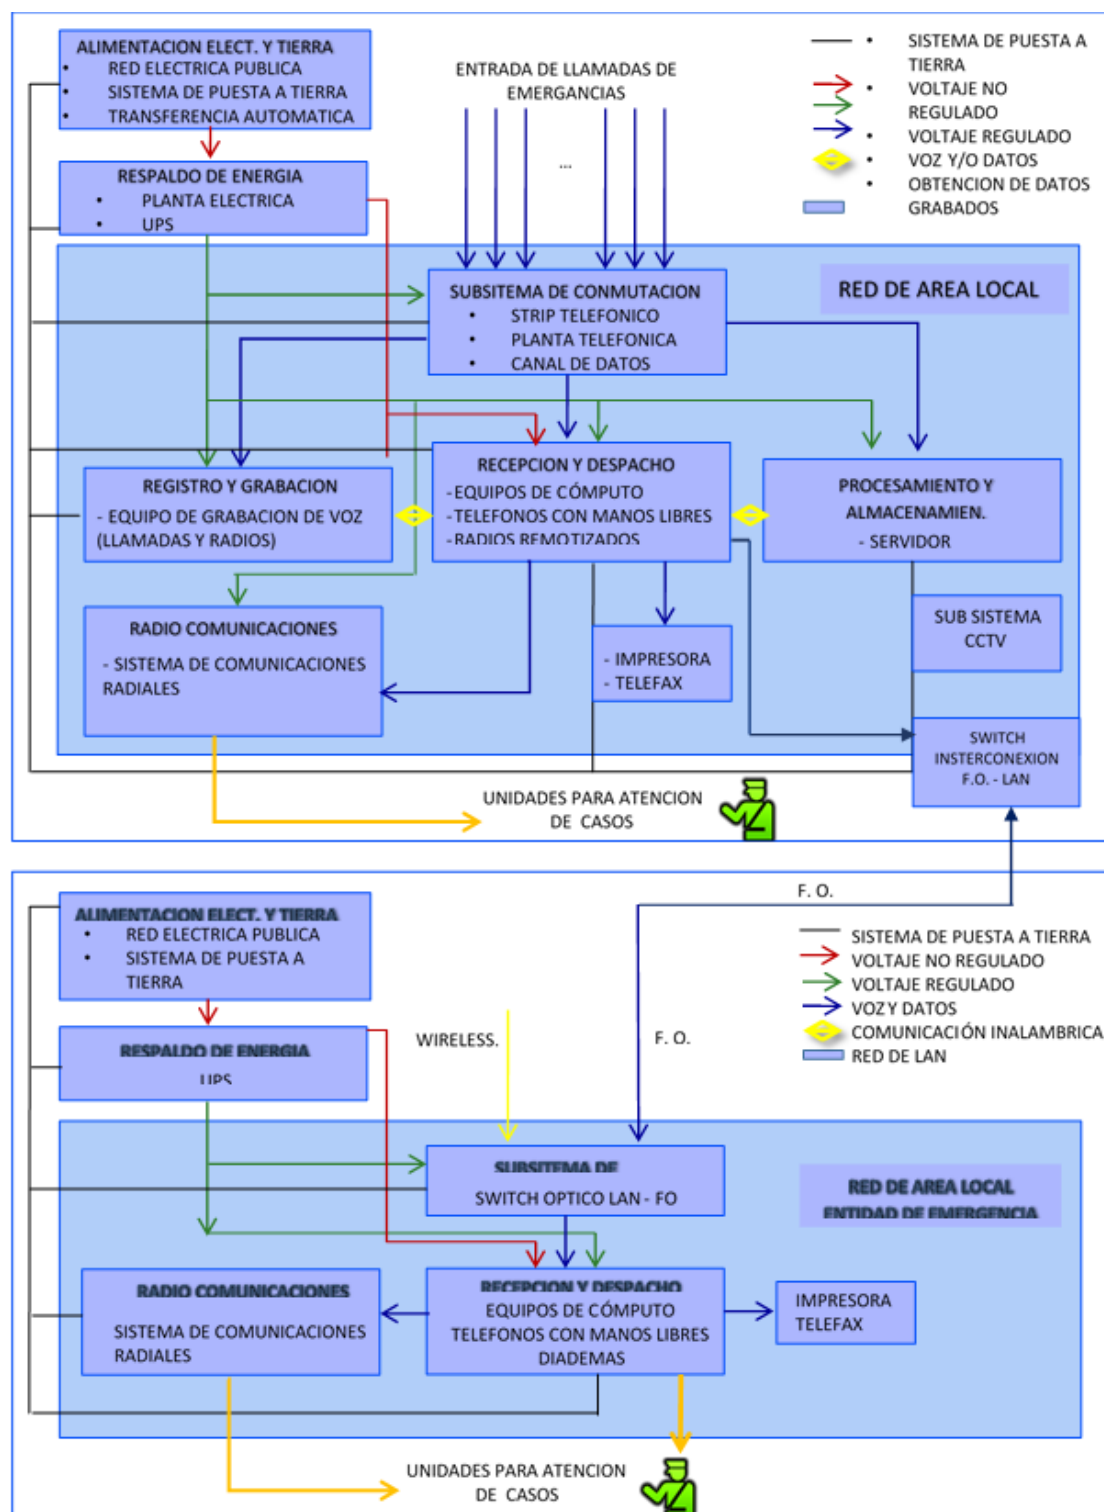 ALIMENTACION ELECT. Y TIERRA
• RED ELECTRICA PUBLICA
• SISTEMA DE PUESTA A TIERRA
• TRANSFERENCIA AUTOMATICA
ENTRADA DE LLAMADAS DE
EMERGANCIAS
...
• SISTEMA DE PUESTA A
TIERRA
• VOLTAJE NO
REGULADO
• VOLTAJE REGULADO
• VOZ Y/O DATOS
• OBTENCION DE DATOS
GRABADOS
RESPALDO DE ENERGIA
• PLANTA ELECTRICA
• UPS
SUBSITEMA DE CONMUTACION
• STRIP TELEFONICO
• PLANTA TELEFONICA
• CANAL DE DATOS
RED DE AREA LOCAL
REGISTRO Y GRABACION
- EQUIPO DE GRABACION DE VOZ
(LLAMADAS Y RADIOS)
RECEPCION Y DESPACHO
- EQUIPOS DE CÓMPUTO
- TELEFONOS CON MANOS LIBRES
- RADIOS REMOTIZADOS
PROCESAMIENTO Y
ALMACENAMIEN.
- SERVIDOR
RADIO COMUNICACIONES
- SISTEMA DE COMUNICACIONES
RADIALES
- IMPRESORA
- TELEFAX
SUB SISTEMA
CCTV
SWITCH
INSTERCONEXION
F.O. - LAN
UNIDADES PARA ATENCION
DE CASOS
F. O.
ALIMENTACION ELECT. Y TIERRA
• RED ELECTRICA PUBLICA
• SISTEMA DE PUESTA A
TIERRA
SISTEMA DE PUESTA A TIERRA
VOLTAJE NO REGULADO
VOLTAJE REGULADO
VOZ Y DATOS
COMUNICACIÓN INALAMBRICA
RED DE LAN
RESPALDO DE ENERGIA
UPS
WIRELESS.
F. O.
SUBSITEMA DE
SWITCH OPTICO LAN - FO
RED DE AREA LOCAL
ENTIDAD DE EMERGENCIA
RADIO COMUNICACIONES
SISTEMA DE COMUNICACIONES
RADIALES
RECEPCION Y DESPACHO
EQUIPOS DE CÓMPUTO
TELEFONOS CON MANOS LIBRES
DIADEMAS
IMPRESORA
TELEFAX
UNIDADES PARA ATENCION
DE CASOS